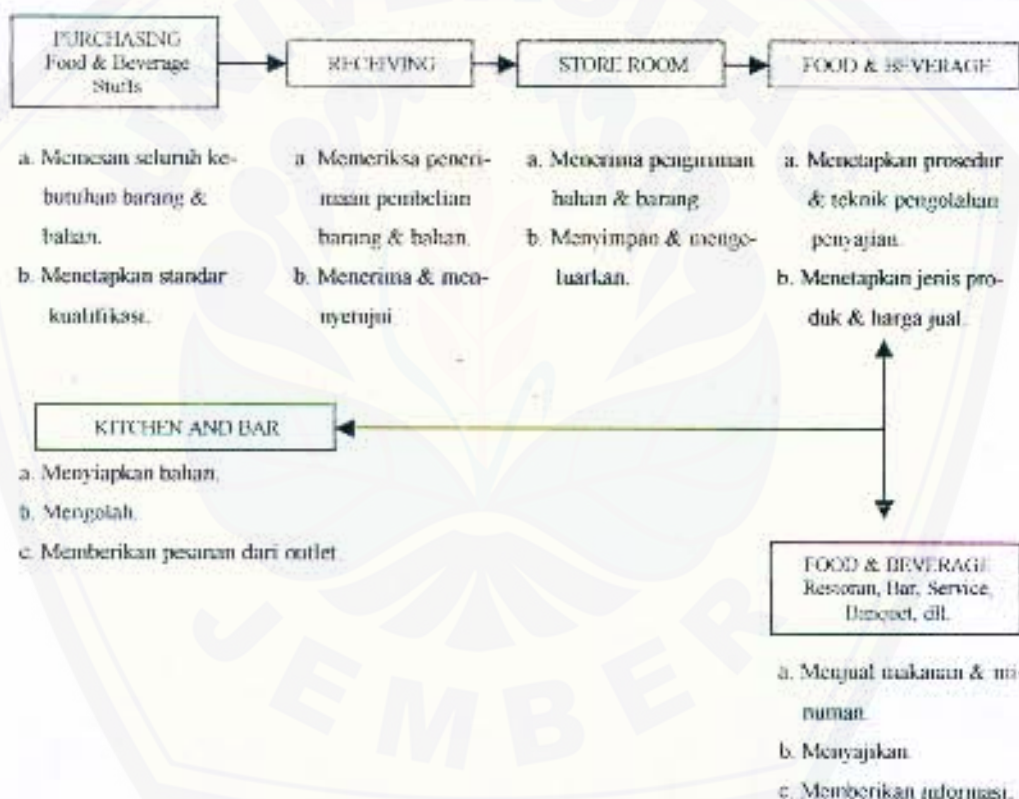 PURCHASING
Food & Beverage
Stuffs
RECEIVING
STORE ROOM
FOOD & BEVERAGE
a. Memesan seluruh ke-
butuhan barang &
bahan.
b. Menetapkan standar
kualifikasi.
a. Memeriksa peneri-
maan pembelian
barang & bahan.
b. Menerima & men-
nyetujui
a. Menerima pengiriman
bahan & barang
b. Menyimpan & menge-
luarkan.
a. Menetapkan prosedur
& teknik pengolahan
penyajian.
b. Menetapkan jenis pro-
duk & harga jual.
KITCHEN AND BAR
a. Menyiapkan bahan.
b. Mengolah.
c. Memberikan pesanan dari outlet.
FOOD & BEVERAGE
Restoran, Bar, Service,
Banquet, dll.
a. Menjual makanan & mi-
numan.
b. Menyajikan.
c. Memberikan informasi.
UNIVERSITAS
JEMBER